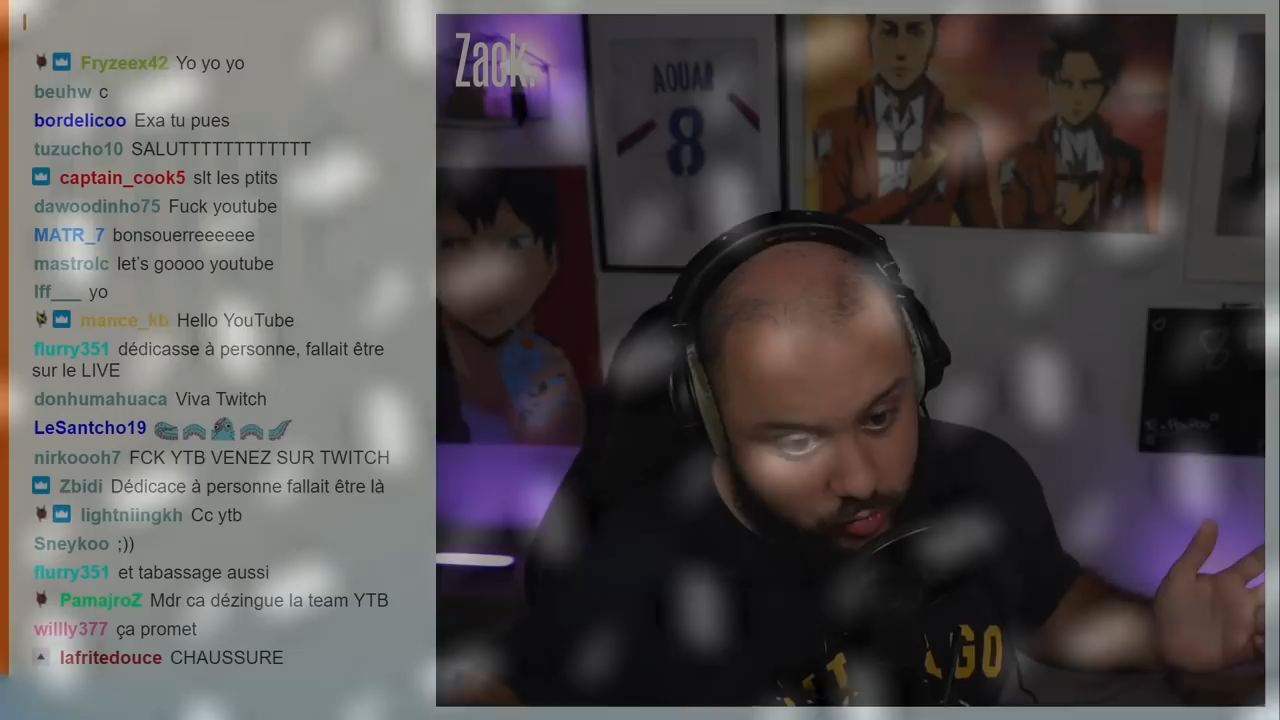 Fryzeex42 Yo yo yo
beuhw c
bordelicoo Exa tu pues
tuzucho10 SALUTTTTTTTTTTTT
captain_cook5 slt les ptits
dawoodinho75 Fuck youtube
MATR_7 bonsouerreeeeee
mastrolc let's goooo youtube
lff___ yo
mance_kb Hello YouTube
flurry351 dédicasse à personne, fallait être
sur le LIVE
donhumahuaca Viva Twitch
LeSantcho19
nirkoooh7 FCK YTB VENEZ SUR TWITCH
Zbidi Dédicace à personne fallait être là
lightniingkh Cc ytb
Sneykoo ;))
flurry351 et tabassage aussi
PamajroZ Mdr ca dézingue la team YTB
willly377 ça promet
lafritedouce CHAUSSURE
Zack.
AOUAR
8